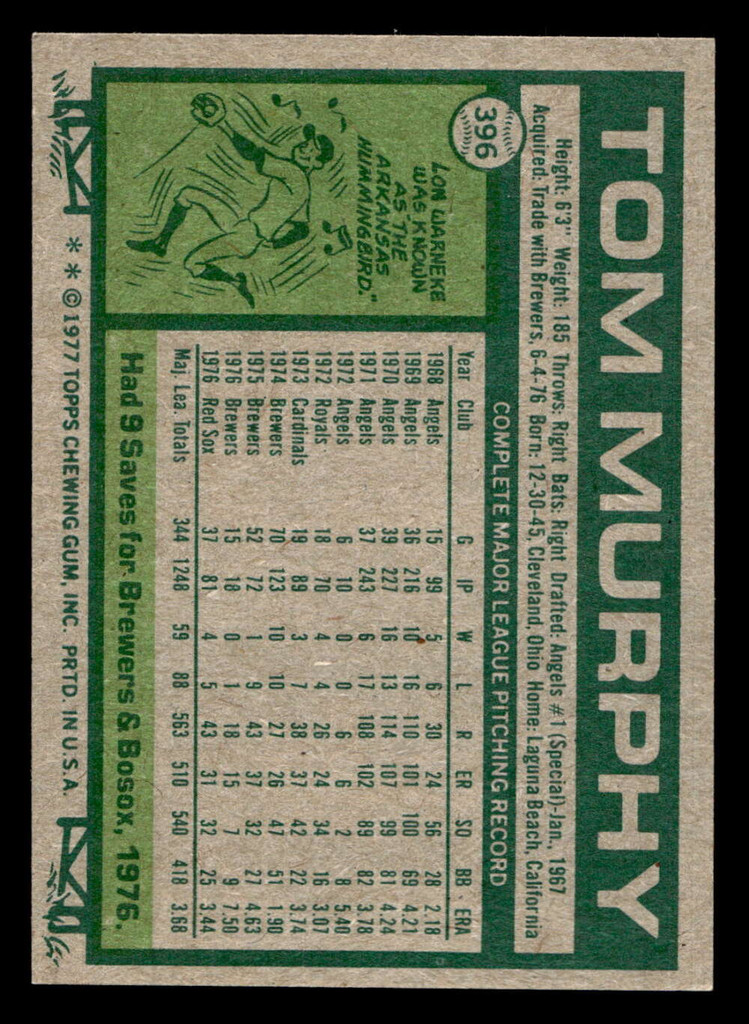 TOM MURPHY
396
Height: 6'3" Weight: 185 Throws: Right Bats: Right Drafted: Angels #1 (Special)-Jan., 1967
Acquired: Trade with Brewers, 6-4-76 Born: 12-30-45, Cleveland, Ohio Home: Laguna Beach, California
LON WARNEKE
WAS KNOWN
AS "THE
ARKANSAS
HUMMINGBIRD."
COMPLETE MAJOR LEAGUE PITCHING RECORD
Year Club G IP W L R ER SO BB ERA
1968 Angels 15 99 5 6 30 24 56 28 2.18
1969 Angels 36 216 10 16 110 101 100 69 4.21
1970 Angels 39 227 16 13 114 107 99 81 4.24
1971 Angels 37 243 6 17 108 102 89 82 3.78
1972 Angels 6 10 0 0 6 6 2 8 5.40
1972 Royals 18 70 4 4 26 24 34 16 3.07
1973 Cardinals 19 89 3 7 38 37 42 22 3.74
1974 Brewers 70 123 10 10 27 26 47 51 1.90
1975 Brewers 52 72 1 9 43 37 32 27 4.63
1976 Brewers 15 18 0 1 18 15 7 9 7.50
1976 Red Sox 37 81 4 5 43 31 32 25 3.44
Maj. Lea. Totals 344 1248 59 88 563 510 540 418 3.68
Had 9 Saves for Brewers & Bosox, 1976.
* * © 1977 TOPPS CHEWING GUM, INC. PRTD. IN U.S.A.